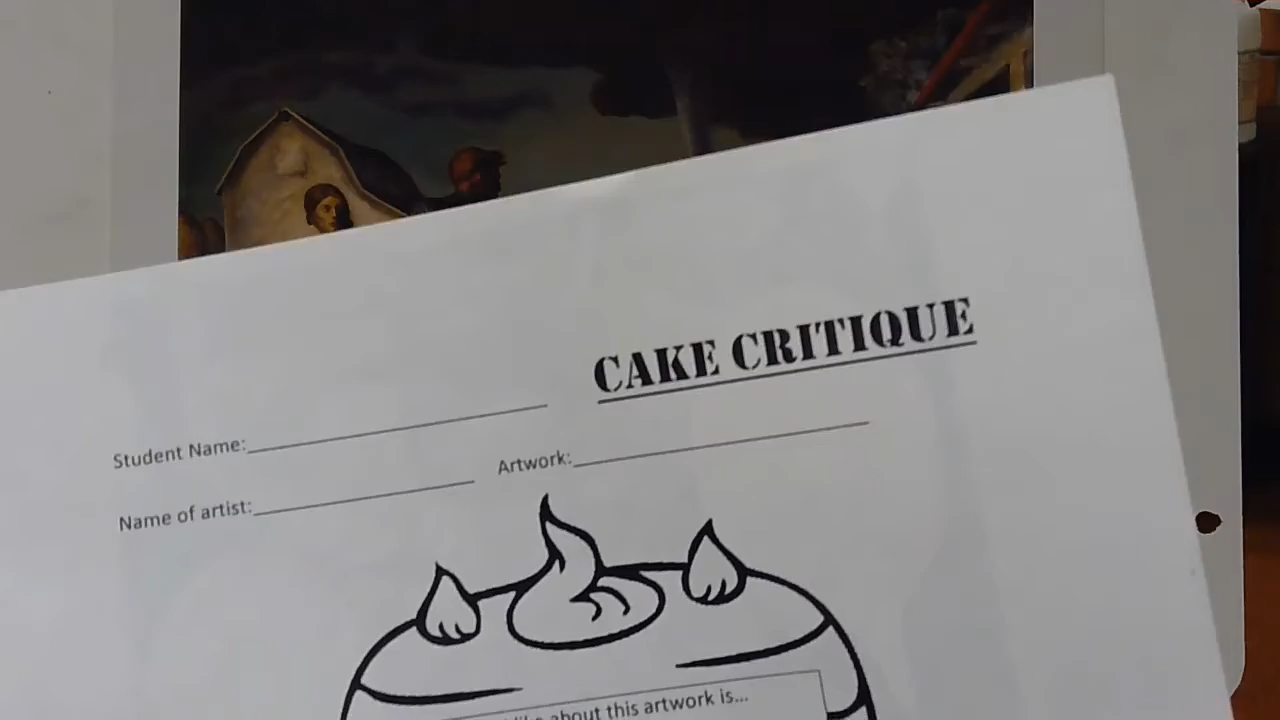 CAKE CRITIQUE
Student Name:
Artwork:
Name of artist:
about this artwork is...